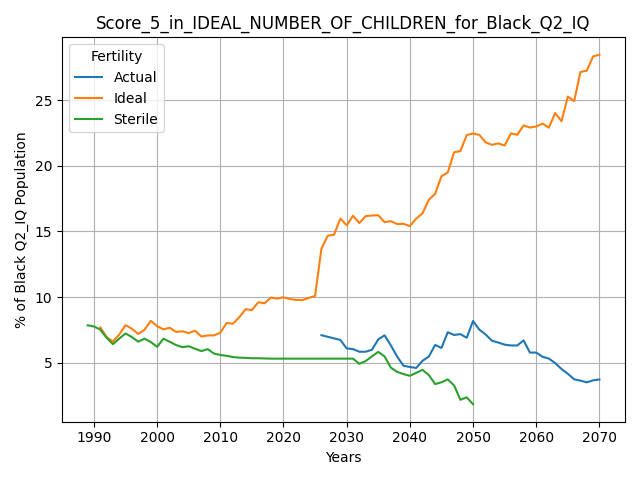 Score_5_in_IDEAL_NUMBER_OF_CHILDREN_for_Black_Q2_IQ
Fertility
Actual
Ideal
Sterile
% of Black Q2_IQ Population
25
20
15
10
5
1990 2000 2010 2020 2030 2040 2050 2060 2070
Years